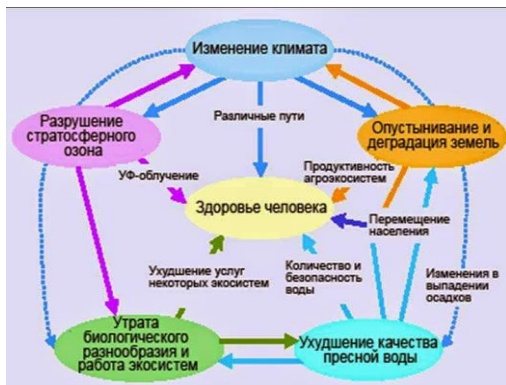 Изменение климата
Разрушение
стратосферного
озона
Различные пути
Опустынивание и
деградация земель
УФ-облучение
Продуктивность
агроэкосистем
Здоровье человека
Перемещение
населения
Ухудшение услуг
некоторых экосистем
Количество и
безопасность
воды
Изменения в
выпадении
осадков
Утрата
биологического
разнообразия и
работа экосистем
Ухудшение качества
пресной воды